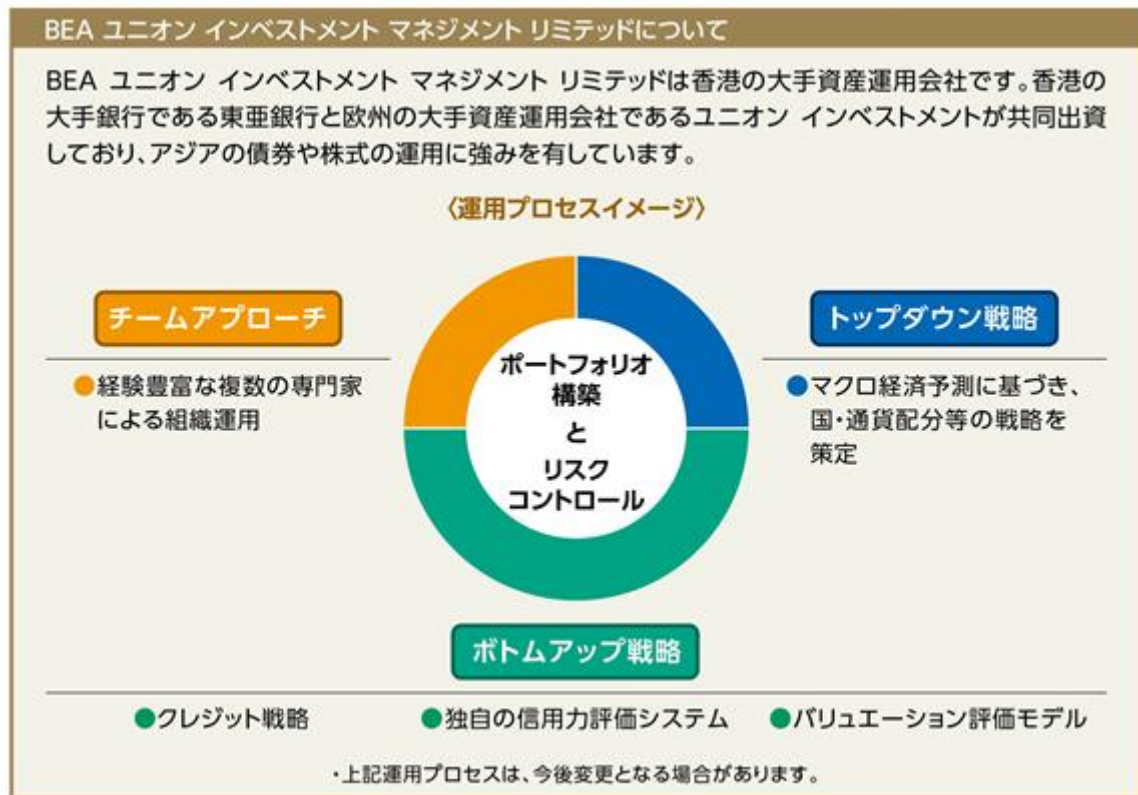 BEA ユニオン インベストメント マネジメント リミテッドについて
BEA ユニオン インベストメント マネジメント リミテッドは香港の大手資産運用会社です。香港の
大手銀行である東亜銀行と欧州の大手資産運用会社であるユニオン インベストメントが共同出資
しており、アジアの債券や株式の運用に強みを有しています。
〈運用プロセスイメージ〉
チームアプローチ
●経験豊富な複数の専門家
による組織運用
ポートフォリオ
構築
と
リスク
コントロール
トップダウン戦略
●マクロ経済予測に基づき、
国・通貨配分等の戦略を
策定
ボトムアップ戦略
●クレジット戦略 ●独自の信用力評価システム ●バリュエーション評価モデル
・上記運用プロセスは、今後変更となる場合があります。